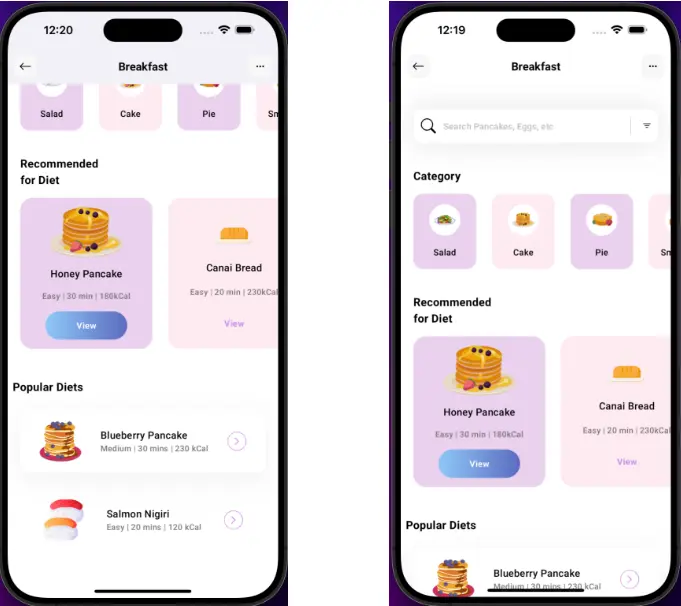 12:20
Breakfast
Salad
Cake
Pie
Sm
Recommended
for Diet
Honey Pancake
Easy | 30 min | 180kCal
View
Canai Bread
Easy | 20 min | 230kCal
View
Popular Diets
Blueberry Pancake
Medium | 30 mins | 230 kCal
Salmon Nigiri
Easy | 20 mins | 120 kCal
12:19
Breakfast
Search Pancakes, Eggs, etc
Category
Salad
Cake
Pie
Sm
Recommended
for Diet
Honey Pancake
Easy | 30 min | 180kCal
View
Canai Bread
Easy | 20 min | 230kCal
View
Popular Diets
Blueberry Pancake
Medium | 30 mins | 230 kCal